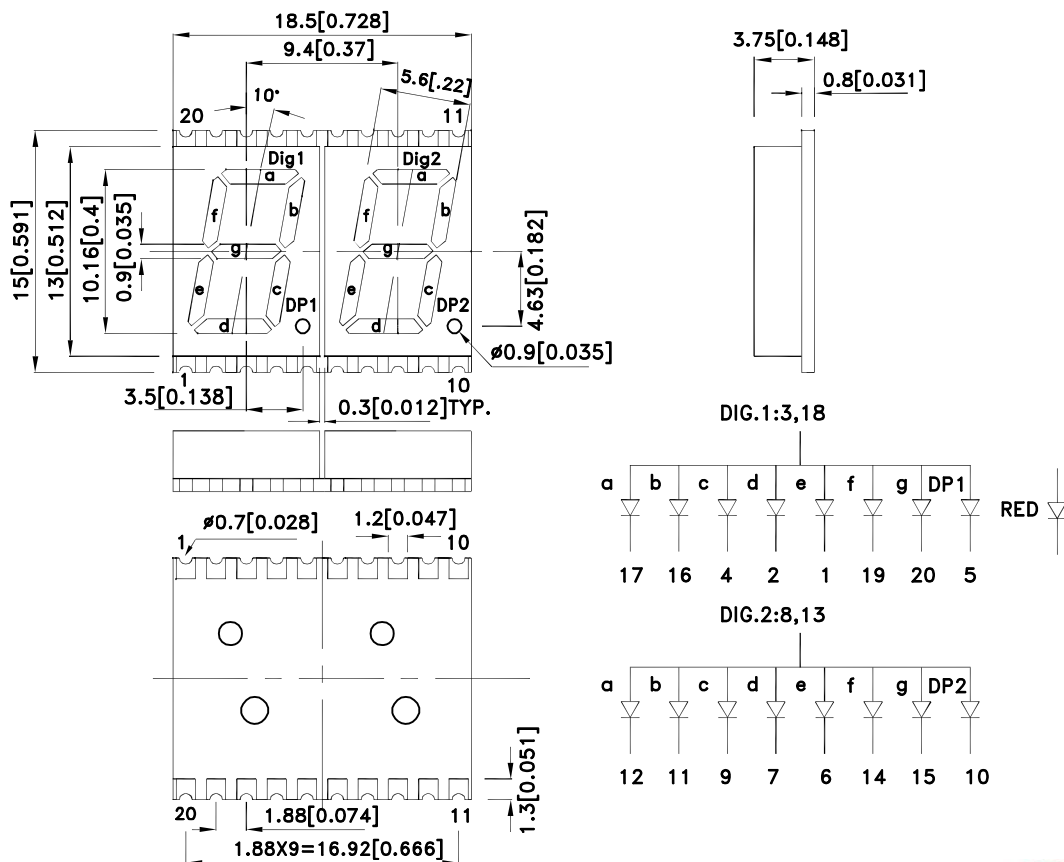 18.5[0.728]
9.4[0.37]
5.6[.22]
10°
20
11
Dig1
Dig2
a
a
f
b
f
b
g
g
e
c
e
c
d
d
DP1
DP2
15[0.591]
13[0.512]
10.16[0.4]
0.9[0.035]
4.63[0.182]
ø0.9[0.035]
1
10
3.5[0.138]
0.3[0.012]TYP.
3.75[0.148]
0.8[0.031]
ø0.7[0.028]
1.2[0.047]
1
10
20
11
1.88[0.074]
1.88X9=16.92[0.666]
1.3[0.051]
DIG.1:3,18
a b c d e f g DP1
RED
17 16 4 2 1 19 20 5
DIG.2:8,13
a b c d e f g DP2
12 11 9 7 6 14 15 10